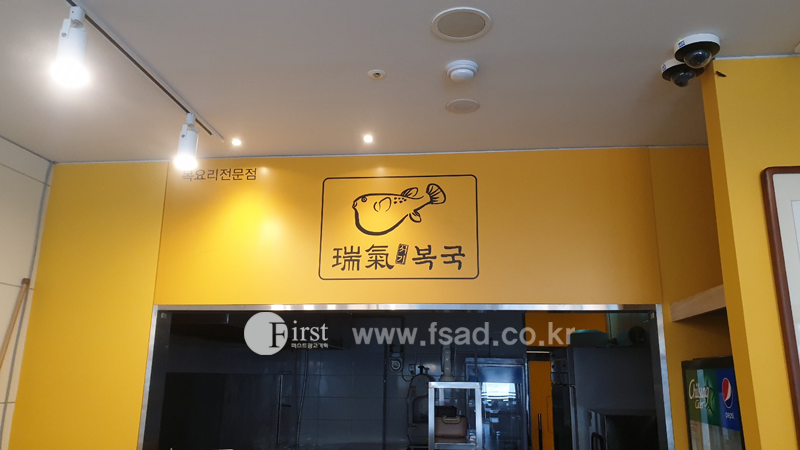 복요리전문점
瑞氣 서기 복국
First
퍼스트광고기획
www.fsad.co.kr
pepsi